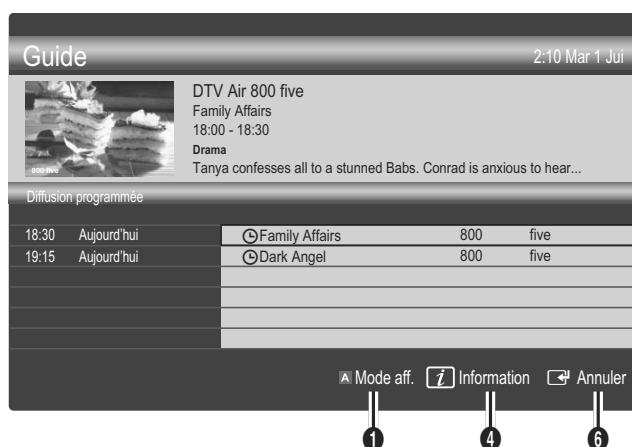 Guide 2:10 Mar 1 Jui
DTV Air 800 five
Family Affairs
18:00 - 18:30
Drama
Tanya confesses all to a stunned Babs. Conrad is anxious to hear...
800 five
Diffusion programmée
18:30 Aujourd'hui Family Affairs 800 five
19:15 Aujourd'hui Dark Angel 800 five
A Mode aff. i Information Annuler
1 4 6